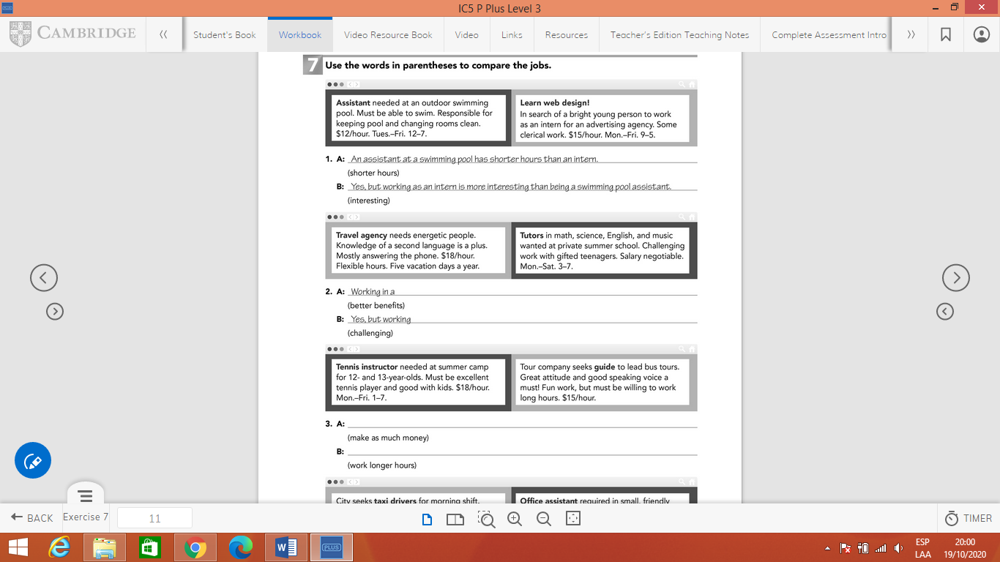 IC5 P Plus Level 3
CAMBRIDGE
Student's Book
Workbook
Video Resource Book
Video
Links
Resources
Teacher's Edition Teaching Notes
Complete Assessment Intro
7 Use the words in parentheses to compare the jobs.
Assistant needed at an outdoor swimming
pool. Must be able to swim. Responsible for
keeping pool and changing rooms clean.
$12/hour. Tues.–Fri. 12–7.
Learn web design!
In search of a bright young person to work
as an intern for an advertising agency. Some
clerical work. $15/hour. Mon.–Fri. 9–5.
1. A: An assistant at a swimming pool has shorter hours than an intern.
(shorter hours)
B: Yes, but working as an intern is more interesting than being a swimming pool assistant.
(interesting)
Travel agency needs energetic people.
Knowledge of a second language is a plus.
Mostly answering the phone. $18/hour.
Flexible hours. Five vacation days a year.
Tutors in math, science, English, and music
wanted at private summer school. Challenging
work with gifted teenagers. Salary negotiable.
Mon.–Sat. 3–7.
2. A: Working in a
(better benefits)
B: Yes, but working
(challenging)
Tennis instructor needed at summer camp
for 12- and 13-year-olds. Must be excellent
tennis player and good with kids. $18/hour.
Mon.–Fri. 1–7.
Tour company seeks guide to lead bus tours.
Great attitude and good speaking voice a
must! Fun work, but must be willing to work
long hours. $15/hour.
3. A:
(make as much money)
B:
(work longer hours)
City seeks taxi drivers for morning shift.
Office assistant required in small, friendly
BACK
Exercise 7
11
TIMER
PLUS
ESP
LAA
20:00
19/10/2020